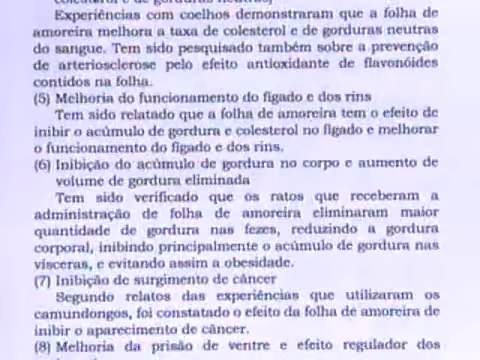 colesterol e de gorduras neutras;
Experiências com coelhos demonstraram que a folha de
amoreira melhora a taxa de colesterol e de gorduras neutras
do sangue. Tem sido pesquisado também sobre a prevenção
de arteriosclerose pelo efeito antioxidante de flavonóides
contidos na folha.
(5) Melhoria do funcionamento do fígado e dos rins
Tem sido relatado que a folha de amoreira tem o efeito de
inibir o acúmulo de gordura e colesterol no fígado e melhorar
o funcionamento do fígado e dos rins.
(6) Inibição do acúmulo de gordura no corpo e aumento de
volume de gordura eliminada
Tem sido verificado que os ratos que receberam a
administração de folha de amoreira eliminaram maior
quantidade de gordura nas fezes, reduzindo a gordura
corporal, inibindo principalmente o acúmulo de gordura nas
vísceras, e evitando assim a obesidade.
(7) Inibição de surgimento de câncer
Segundo relatos das experiências que utilizaram os
camundongos, foi constatado o efeito da folha de amoreira de
inibir o aparecimento de câncer.
(8) Melhoria da prisão de ventre e efeito regulador dos